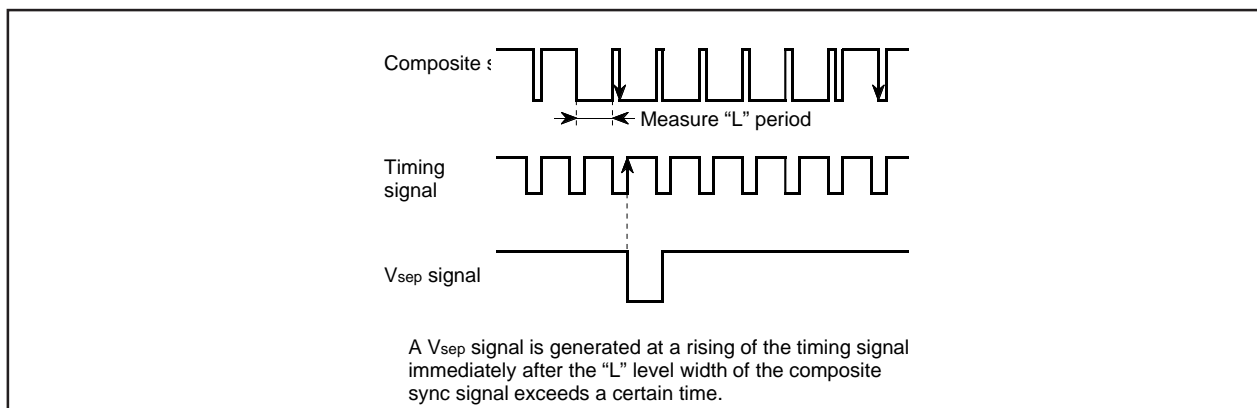 Composite s
Measure “L” period
Timing
signal
Vsep signal
A Vsep signal is generated at a rising of the timing signal
immediately after the “L” level width of the composite
sync signal exceeds a certain time.